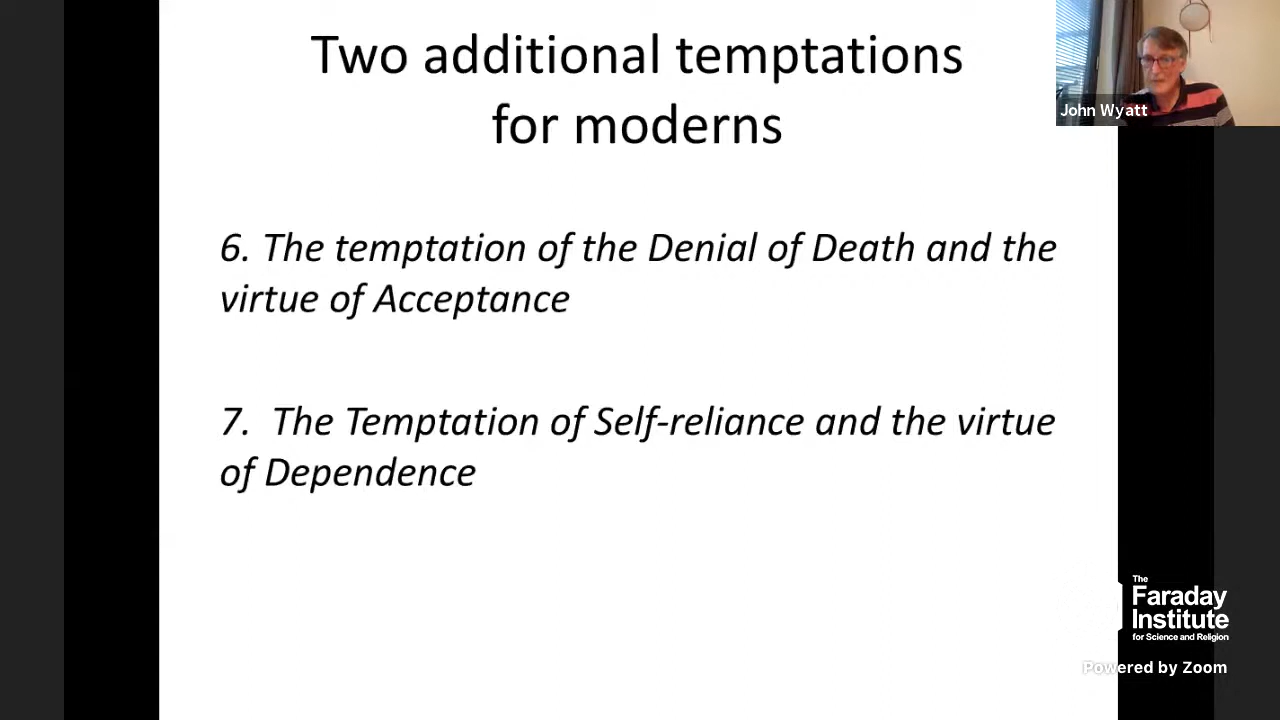 Two additional temptations
for moderns
John Wyatt
6. The temptation of the Denial of Death and the
virtue of Acceptance
7. The Temptation of Self-reliance and the virtue
of Dependence
The
Faraday
Institute
for Science and Religion
Powered by Zoom